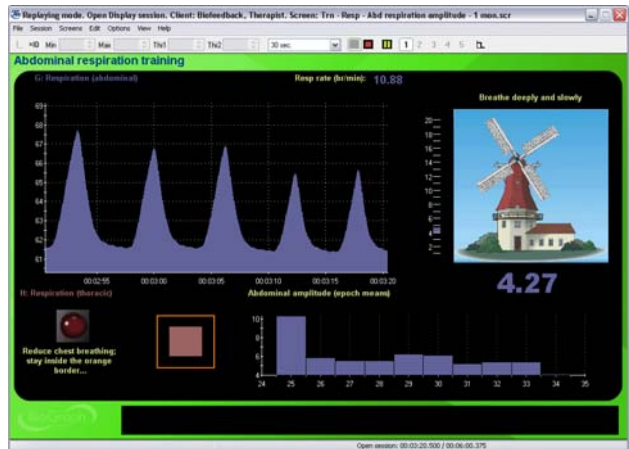 Replaying mode. Open Display session. Client: Biofeedback, Therapist. Screen: Trn - Resp - Abd respiration amplitude - 1 mon.scr
File Session Screens Edit Options View Help
×ID Min Max Thr1 Thr2 30 sec. 1 2 3 4 5
Abdominal respiration training
G: Respiration (abdominal) Resp rate (br/min): 10.88
Breathe deeply and slowly
69
68
67
66
65
64
63
62
61
00:02:55 00:03:00 00:03:05 00:03:10 00:03:15 00:03:20
20
18
16
14
12
10
8
6
4
2
4.27
H: Respiration (thoracic) Abdominal amplitude (epoch means)
Reduce chest breathing;
stay inside the orange
border...
10
8
6
4
24 25 26 27 28 29 30 31 32 33 34 35
BioGraph
Open session: 00:03:20.500 / 00:06:00.375